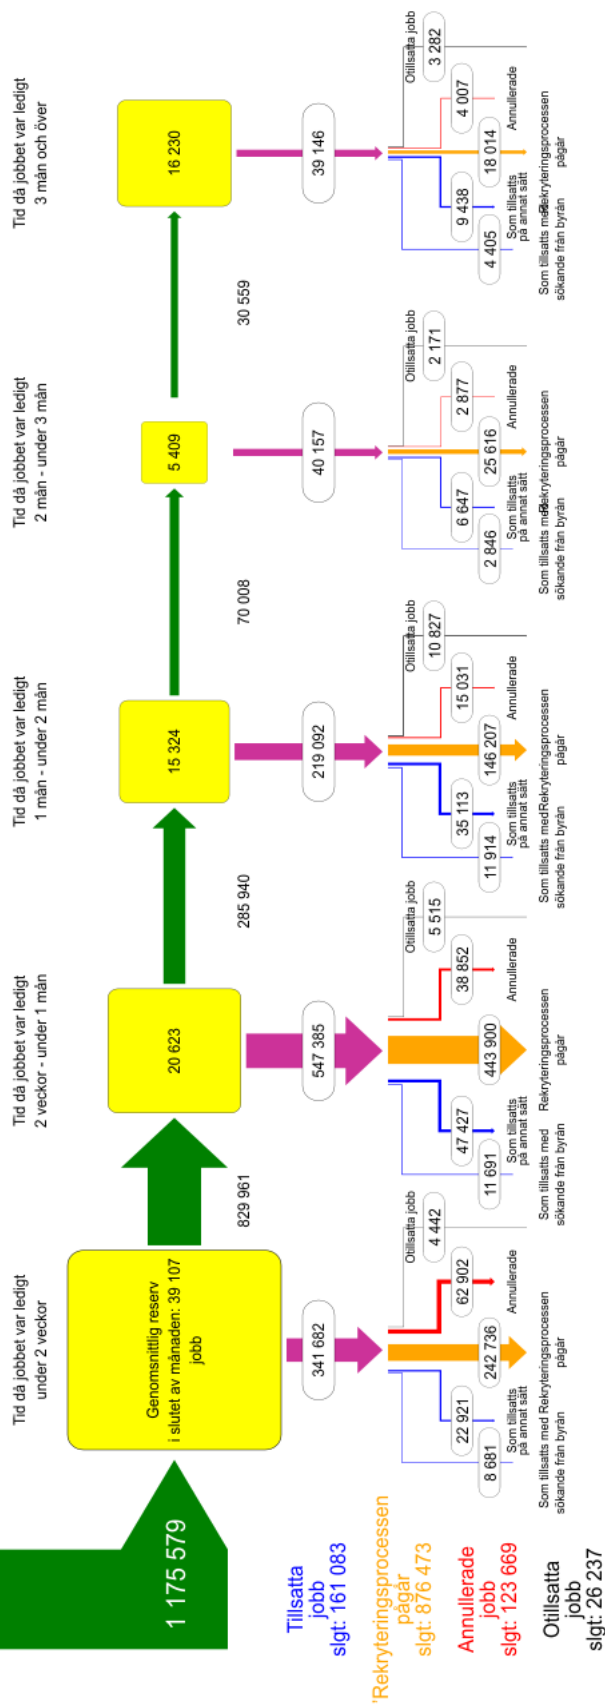 Tid då jobbet var ledigt
under 2 veckor
Tid då jobbet var ledigt
2 veckor - under 1 mån
Tid då jobbet var ledigt
1 mån - under 2 mån
Tid då jobbet var ledigt
2 mån - under 3 mån
Tid då jobbet var ledigt
3 mån och över
1 175 579
Genomsnittlig reserv
i slutet av månaden: 39 107
jobb
829 961
20 623
285 940
15 324
70 008
5 409
30 559
16 230
341 682
547 385
219 092
40 157
39 146
Tillsatta
jobb
slgt: 161 083
'Rekryteringsprocessen
pågår
slgt: 876 473
Annullerade
jobb
slgt: 123 669
Otillsatta
jobb
slgt: 26 237
8 681
22 921
242 736
62 902
4 442
Otillsatta jobb
Annullerade
Som tillsatts
på annat sätt
Som tillsatts med
sökande från byrån
Rekryteringsprocessen
pågår
11 691
47 427
443 900
38 852
5 515
Otillsatta jobb
Annullerade
Som tillsatts
på annat sätt
Som tillsatts med
sökande från byrån
Rekryteringsprocessen
pågår
11 914
35 113
146 207
15 031
10 827
Otillsatta jobb
Annullerade
Som tillsatts
på annat sätt
Som tillsatts med
sökande från byrån
Rekryteringsprocessen
pågår
2 846
6 647
25 616
2 877
2 171
Otillsatta jobb
Annullerade
Som tillsatts
på annat sätt
Som tillsatts med
sökande från byrån
Rekryteringsprocessen
pågår
4 405
9 438
18 014
4 007
3 282
Otillsatta jobb
Annullerade
Som tillsatts
på annat sätt
Som tillsatts med
sökande från byrån
Rekryteringsprocessen
pågår